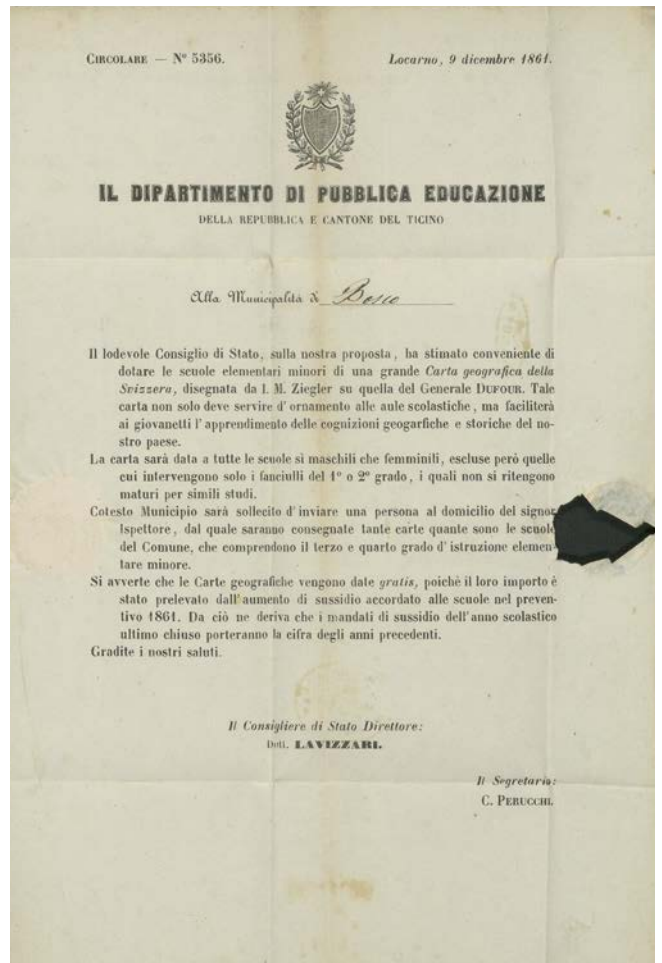 CIRCOLARE — Nº 5356. Locarno, 9 dicembre 1861.
IL DIPARTIMENTO DI PUBBLICA EDUCAZIONE
DELLA REPUBBLICA E CANTONE DEL TICINO
Alla Municipalità di Bosco
Il lodevole Consiglio di Stato, sulla nostra proposta, ha stimato conveniente di
dotare le scuole elementari minori di una grande Carta geografica della
Svizzera, disegnata da I. M. Ziegler su quella del Generale DUFOUR. Tale
carta non solo deve servire d'ornamento alle aule scolastiche, ma faciliterà
ai giovanetti l'apprendimento delle cognizioni geogarfiche e storiche del no-
stro paese.
La carta sarà data a tutte le scuole sì maschili che femminili, escluse però quelle
cui intervengono solo i fanciulli del 1º o 2º grado, i quali non si ritengono
maturi per simili studi.
Cotesto Municipio sarà sollecito d'inviare una persona al domicilio del signor
Ispettore, dal quale saranno consegnate tante carte quante sono le scuole
del Comune, che comprendono il terzo e quarto grado d'istruzione elemen-
tare minore.
Si avverte che le Carte geografiche vengono date gratis, poichè il loro importo è
stato prelevato dall'aumento di sussidio accordato alle scuole nel preven-
tivo 1861. Da ciò ne deriva che i mandati di sussidio dell'anno scolastico
ultimo chiuso porteranno la cifra degli anni precedenti.
Gradite i nostri saluti.
Il Consigliere di Stato Direttore:
Dott. LAVIZZARI.
Il Segretario:
C. PERUCCHI.